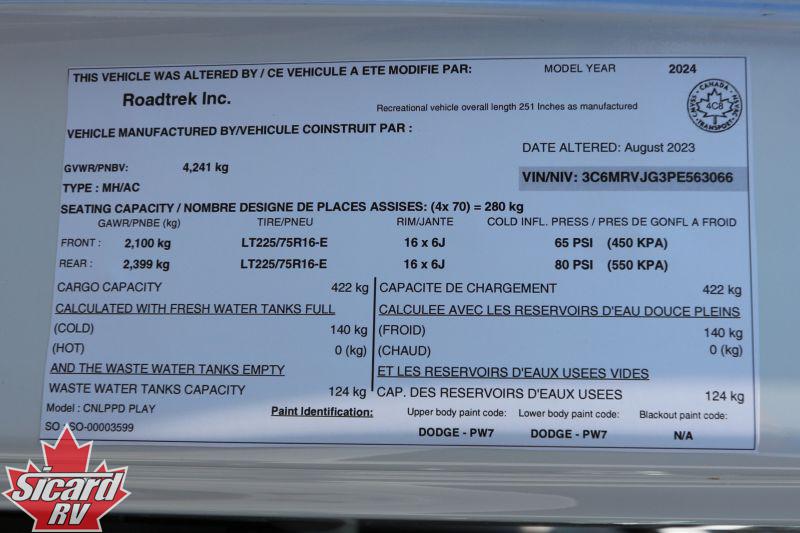 THIS VEHICLE WAS ALTERED BY / CE VEHICULE A ETE MODIFIE PAR: MODEL YEAR 2024
Roadtrek Inc. Recreational vehicle overall length 251 Inches as manufactured
CANADA
4C8
TRANSPORT
NSVAC
VEHICLE MANUFACTURED BY/VEHICULE COINSTRUIT PAR :
DATE ALTERED: August 2023
GVWR/PNBV: 4,241 kg
VIN/NIV: 3C6MRVJG3PE563066
TYPE : MH/AC
SEATING CAPACITY / NOMBRE DESIGNE DE PLACES ASSISES: (4x 70) = 280 kg
GAWR/PNBE (kg) TIRE/PNEU RIM/JANTE COLD INFL. PRESS / PRES DE GONFL A FROID
FRONT : 2,100 kg LT225/75R16-E 16 x 6J 65 PSI (450 KPA)
REAR : 2,399 kg LT225/75R16-E 16 x 6J 80 PSI (550 KPA)
CARGO CAPACITY 422 kg CAPACITE DE CHARGEMENT 422 kg
CALCULATED WITH FRESH WATER TANKS FULL CALCULEE AVEC LES RESERVOIRS D'EAU DOUCE PLEINS
(COLD) 140 kg (FROID) 140 kg
(HOT) 0 (kg) (CHAUD) 0 (kg)
AND THE WASTE WATER TANKS EMPTY ET LES RESERVOIRS D'EAUX USEES VIDES
WASTE WATER TANKS CAPACITY 124 kg CAP. DES RESERVOIRS D'EAUX USEES 124 kg
Model : CNLPPD PLAY Paint Identification: Upper body paint code: Lower body paint code: Blackout paint code:
SO : SO-00003599 DODGE - PW7 DODGE - PW7 N/A
Sicard
RV